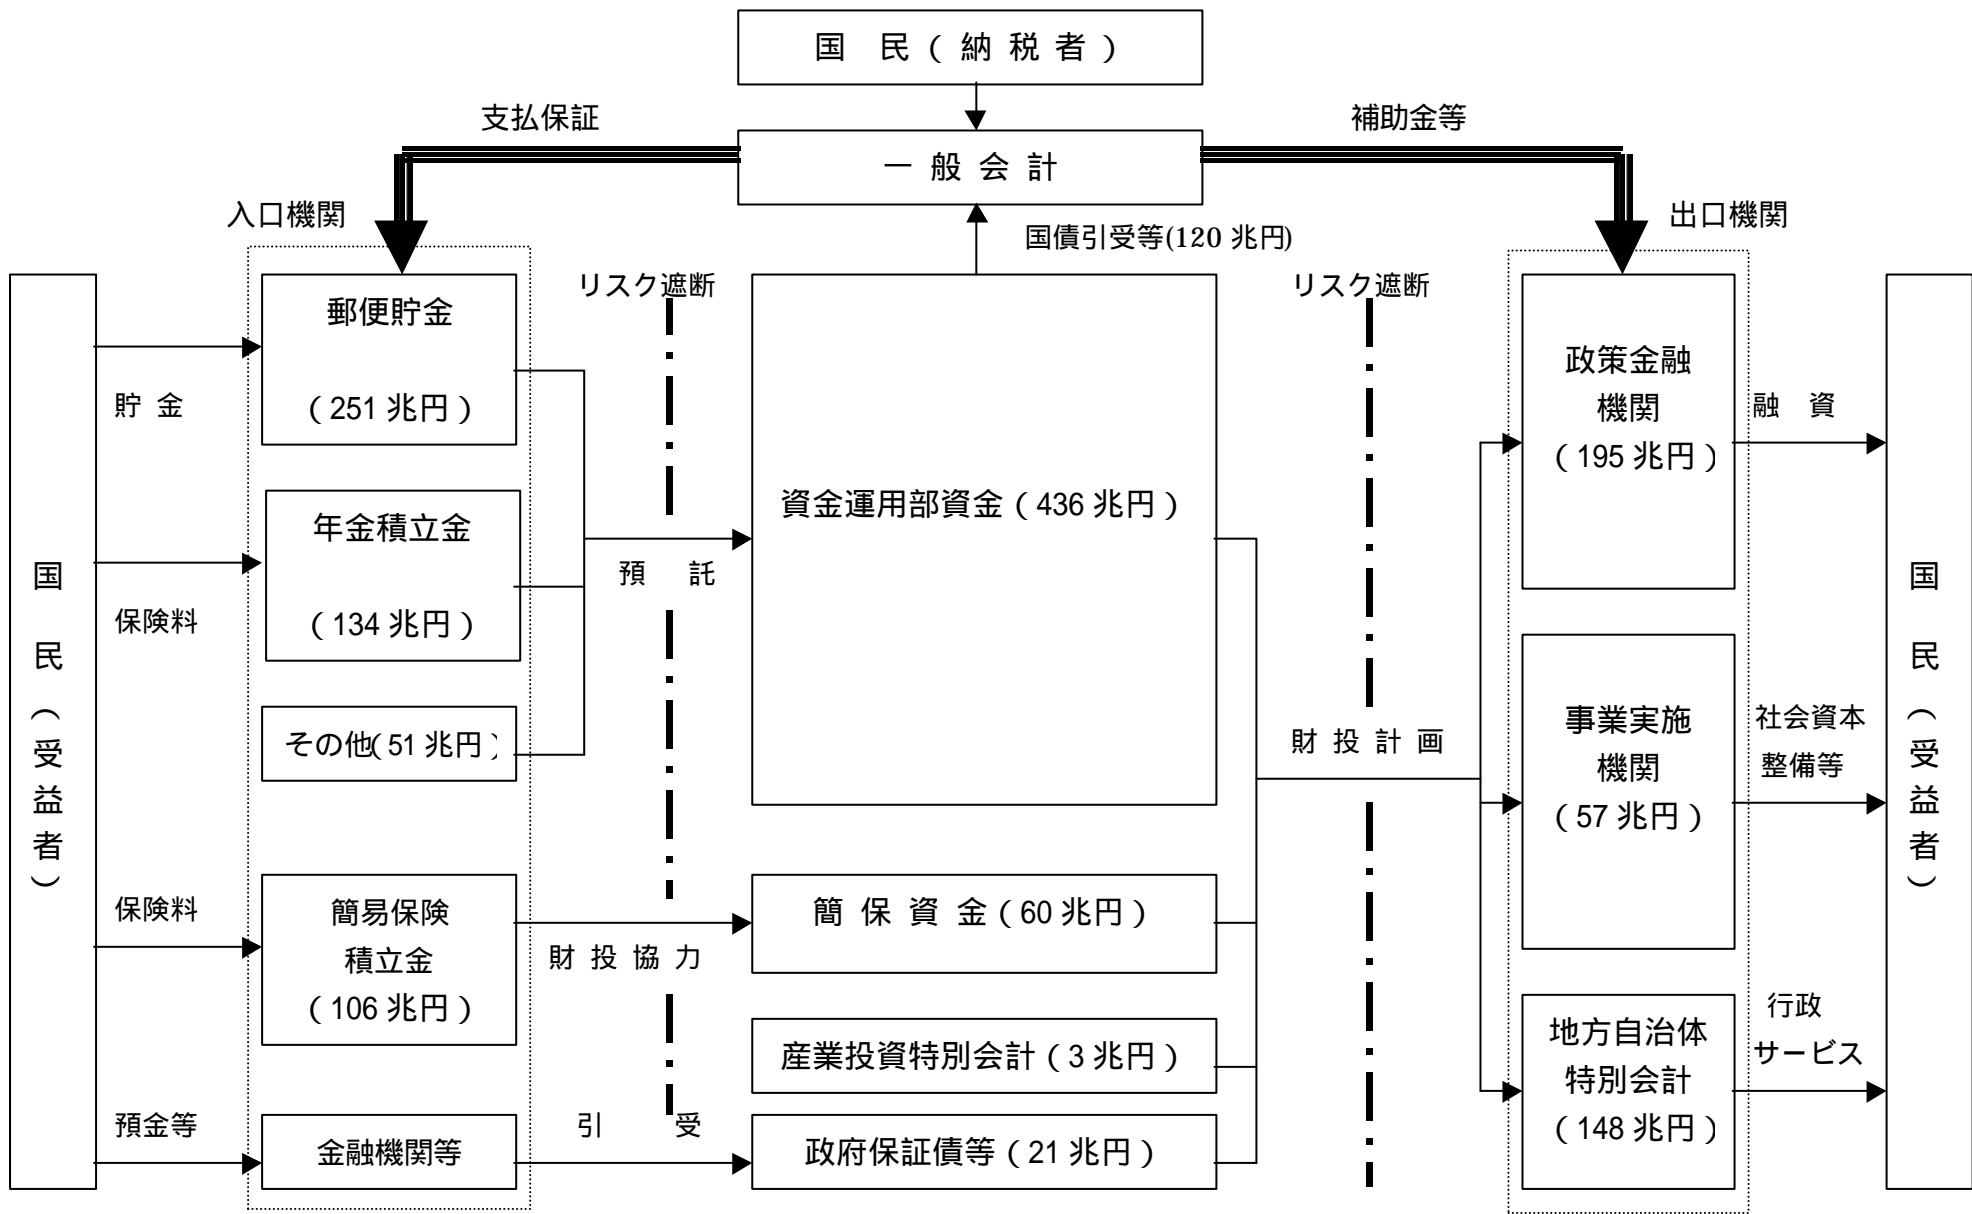 国 民 ( 納 税 者 )
支払保証
補助金等
一 般 会 計
入口機関
出口機関
国債引受等(120 兆円)
リスク遮断
リスク遮断
国 民 ( 受 益 者 )
貯 金
保険料
保険料
預金等
郵便貯金
( 251 兆円 )
年金積立金
( 134 兆円 )
その他( 51 兆円 )
簡易保険
積立金
( 106 兆円 )
金融機関等
預 託
財 投 協 力
引 受
資金運用部資金 ( 436 兆円 )
簡 保 資 金 ( 60 兆円 )
産業投資特別会計 ( 3 兆円 )
政府保証債等 ( 21 兆円 )
財 投 計 画
政策金融
機関
( 195 兆円 )
事業実施
機関
( 57 兆円 )
地方自治体
特別会計
( 148 兆円 )
融 資
社会資本
整備等
行政
サービス
国 民 ( 受 益 者 )